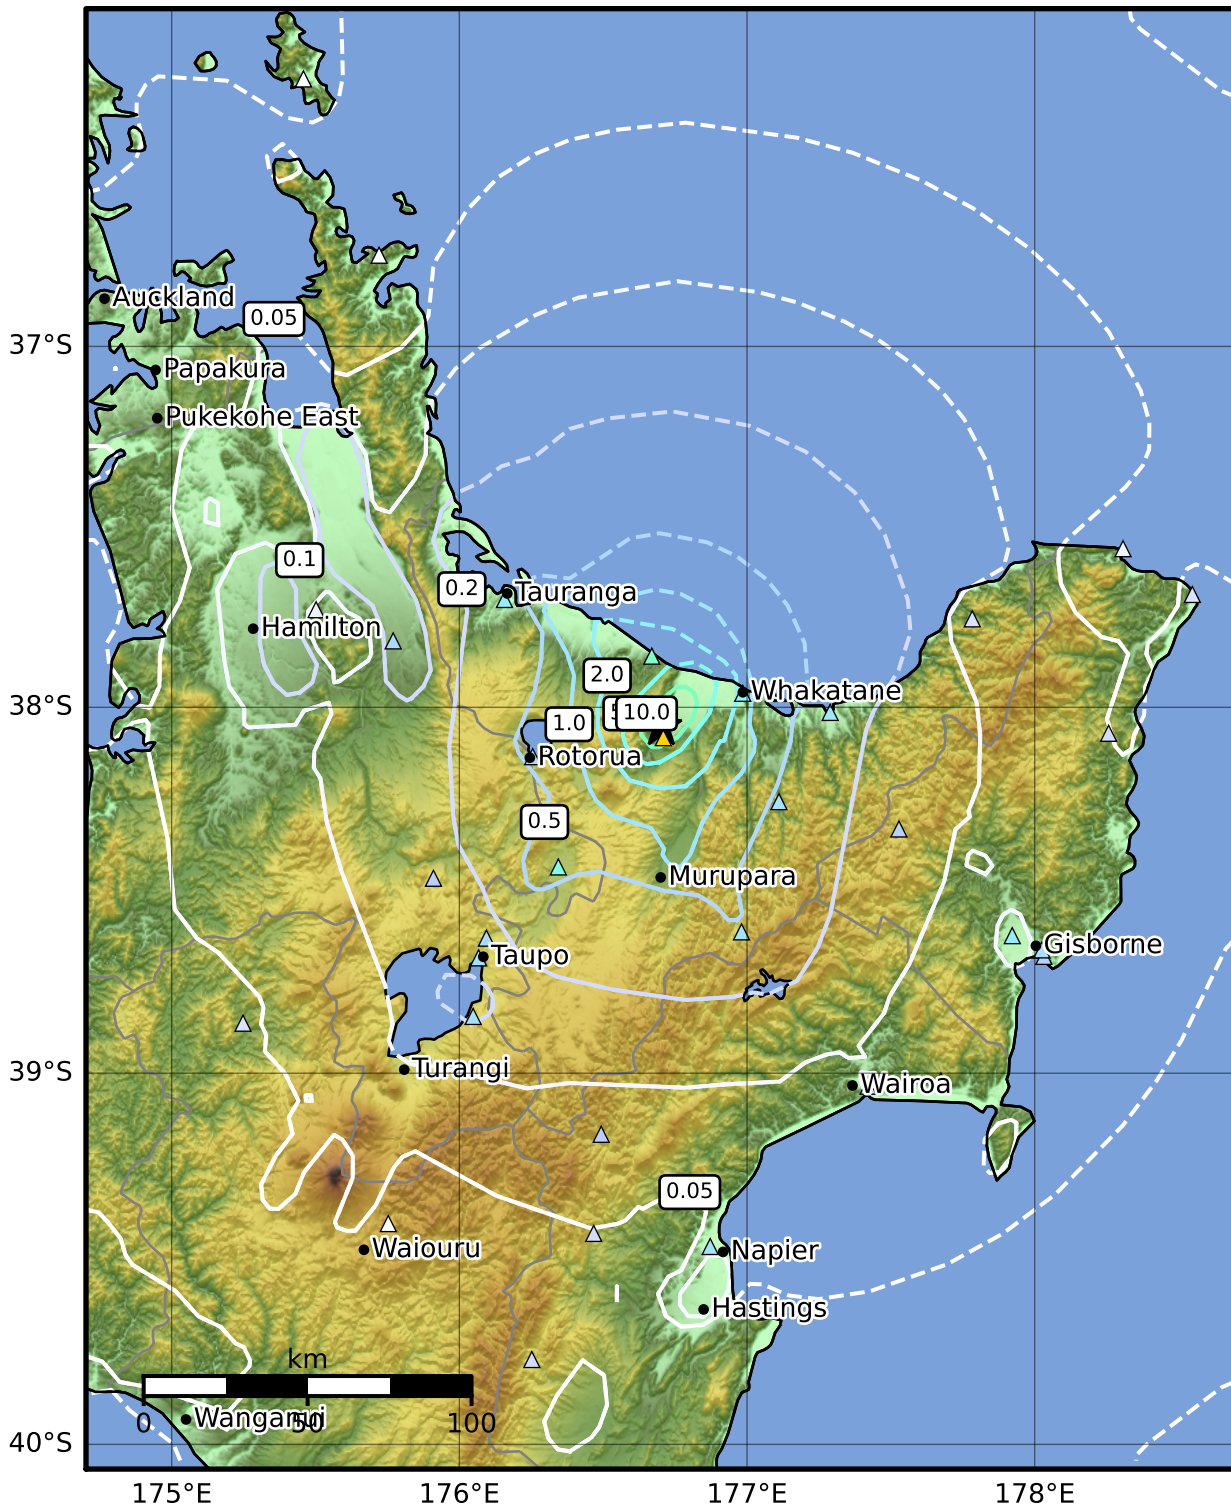 Auckland
0.05
37°S
Papakura
Pukekohe East
0.1
0.2
Tauranga
Hamilton
2.0
Whakatane
38°S
10.0
1.0
Rotorua
0.5
Murupara
Gisborne
Taupo
39°S
Turangi
Wairoa
0.05
Waiouru
Napier
Hastings
km
0 50 100
Wanganui
40°S
175°E 176°E 177°E 178°E